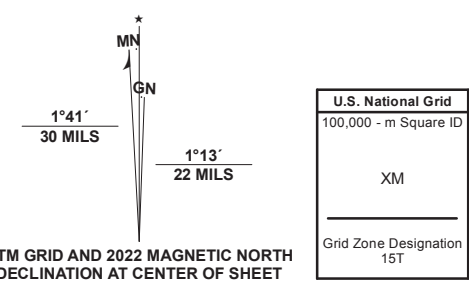 MN
GN
1°41´
30 MILS
1°13´
22 MILS
TM GRID AND 2022 MAGNETIC NORTH
DECLINATION AT CENTER OF SHEET
U.S. National Grid
100,000 - m Square ID
XM
Grid Zone Designation
15T